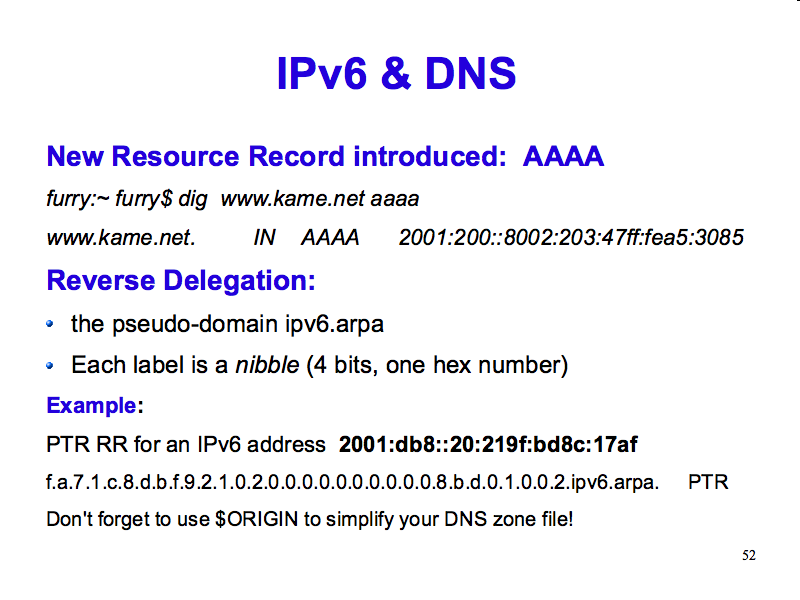 IPv6 & DNS
New Resource Record introduced: AAAA
furry:~ furry$ dig www.kame.net aaaa
www.kame.net. IN AAAA 2001:200::8002:203:47ff:fea5:3085
Reverse Delegation:
• the pseudo-domain ipv6.arpa
• Each label is a nibble (4 bits, one hex number)
Example:
PTR RR for an IPv6 address 2001:db8::20:219f:bd8c:17af
f.a.7.1.c.8.d.b.f.9.1.2.0.2.0.0.0.0.0.0.0.0.0.0.8.b.d.0.1.0.0.2.ipv6.arpa. PTR
Don't forget to use $ORIGIN to simplify your DNS zone file!
52